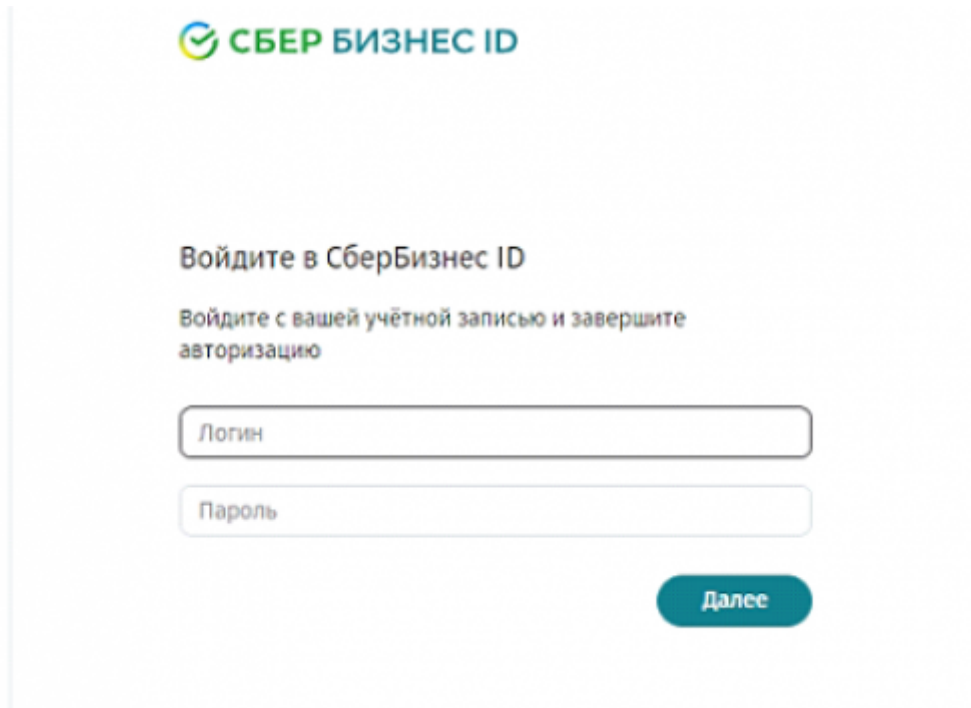 СБЕР БИЗНЕС ID
Войдите в СберБизнес ID
Войдите с вашей учётной записью и завершите
авторизацию
Логин
Пароль
Далее